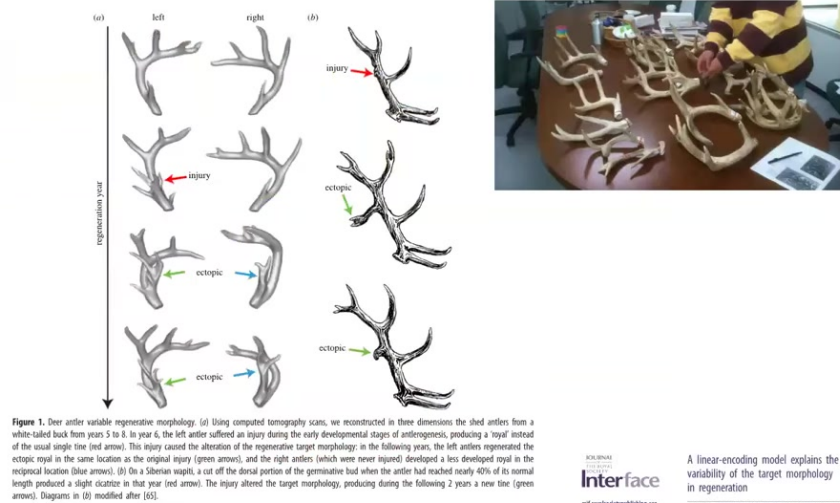 (a)
left
right
(b)
injury
injury
ectopic
ectopic
ectopic
ectopic
regeneration year
Figure 1. Deer antler variable regenerative morphology. (a) Using computed tomography scans, we reconstructed in three dimensions the shed antlers from a
white-tailed buck from years 5 to 8. In year 6, the left antler suffered an injury during the early developmental stages of antlerogenesis, producing a 'royal' instead
of the usual single tine (red arrow). This injury caused the alteration of the regenerative target morphology: in the following years, the left antlers regenerated the
ectopic royal in the same location as the original injury (green arrows), and the right antlers (which were never injured) developed a less developed royal in the
reciprocal location (blue arrows). (b) On a Siberian wapiti, a cut off the dorsal portion of the germinative bud when the antler had reached nearly 40% of its normal
length produced a slight cicatrize in that year (red arrow). The injury altered the target morphology, producing during the following 2 years a new tine (green
arrows). Diagrams in (b) modified after [65].
JOURNAL
OF THE ROYAL
SOCIETY
Interface
A linear-encoding model explains the
variability of the target morphology
in regeneration